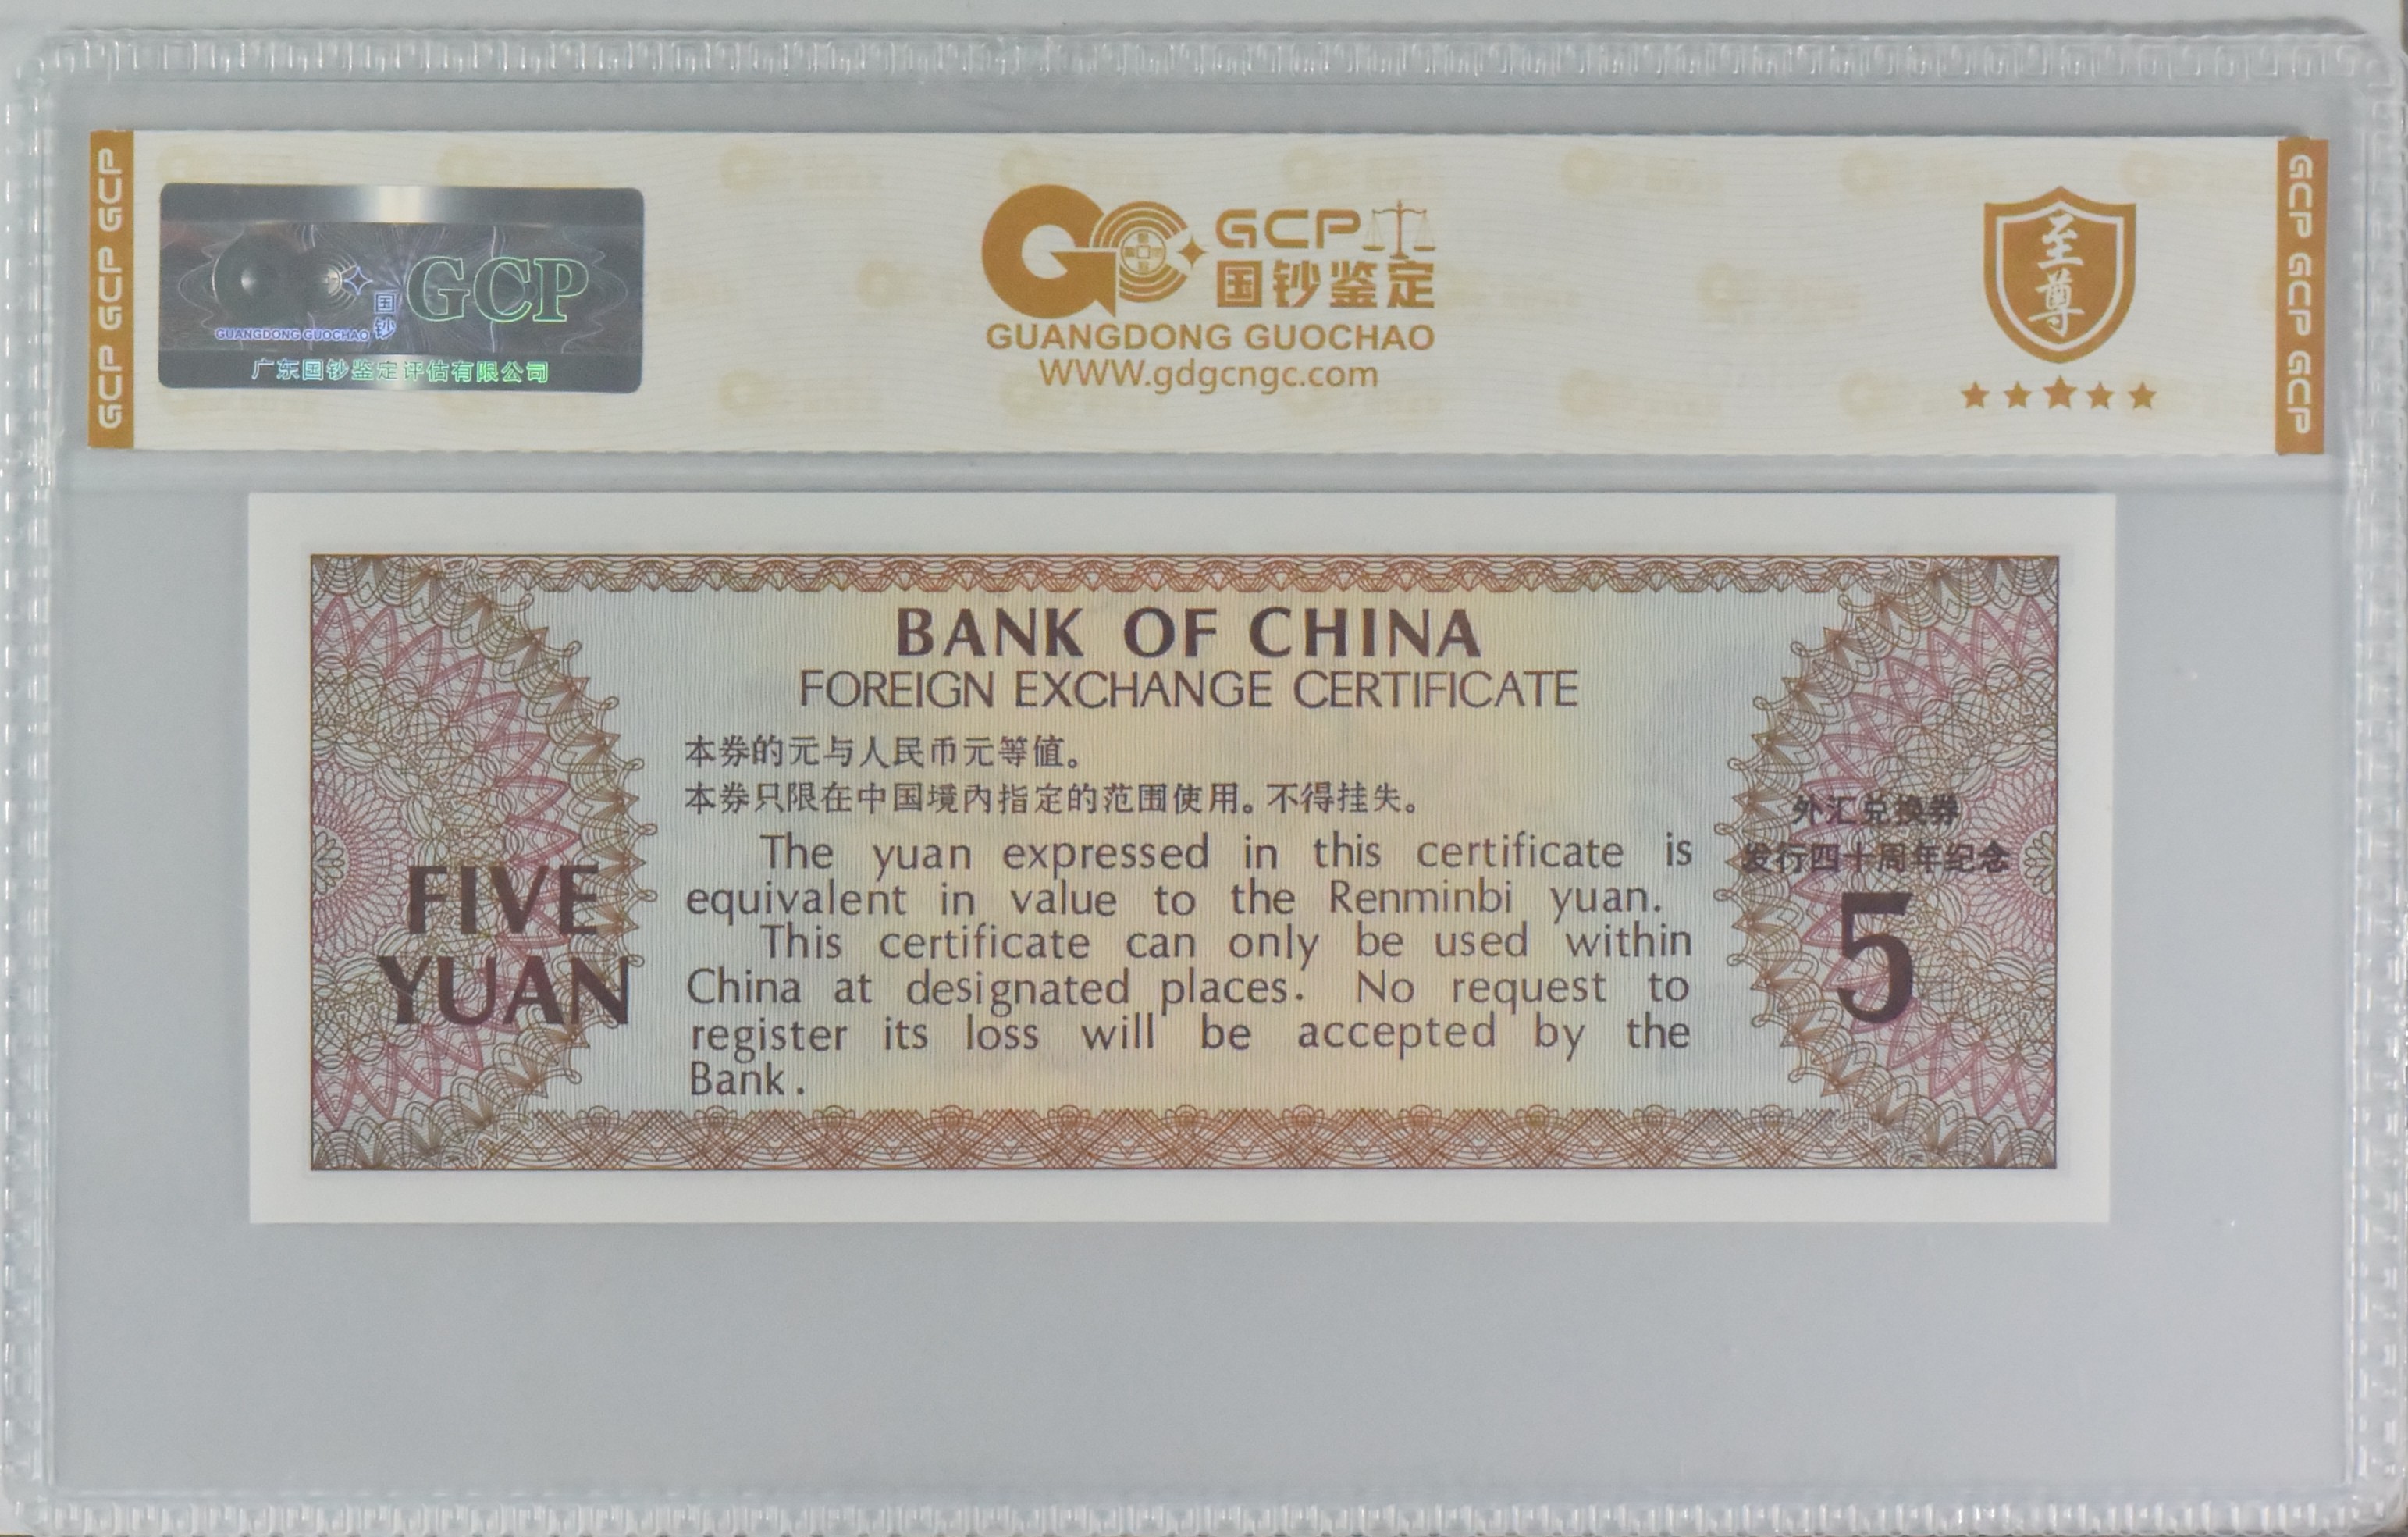 GCP GCP GCP
国钞
GCP
GUANGDONG GUOCHAO
广东国钞鉴定评估有限公司
GCP
国钞鉴定
GUANGDONG GUOCHAO
WWW.gdgcngc.com
至尊
GCP GCP GCP
BANK OF CHINA
FOREIGN EXCHANGE CERTIFICATE
本券的元与人民币元等值。
本券只限在中国境内指定的范围使用。不得挂失。
The yuan expressed in this certificate is
equivalent in value to the Renminbi yuan.
This certificate can only be used within
China at designated places. No request to
register its loss will be accepted by the
Bank.
FIVE
YUAN
外汇兑换券
发行四十周年纪念
5